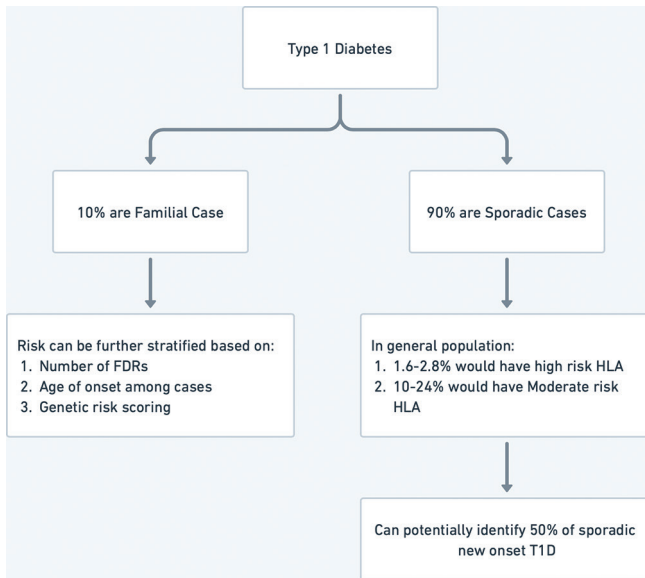 Type 1 Diabetes
10% are Familial Case
90% are Sporadic Cases
Risk can be further stratified based on:
1. Number of FDRs
2. Age of onset among cases
3. Genetic risk scoring
In general population:
1. 1.6-2.8% would have high risk HLA
2. 10-24% would have Moderate risk
HLA
Can potentially identify 50% of sporadic
new onset T1D